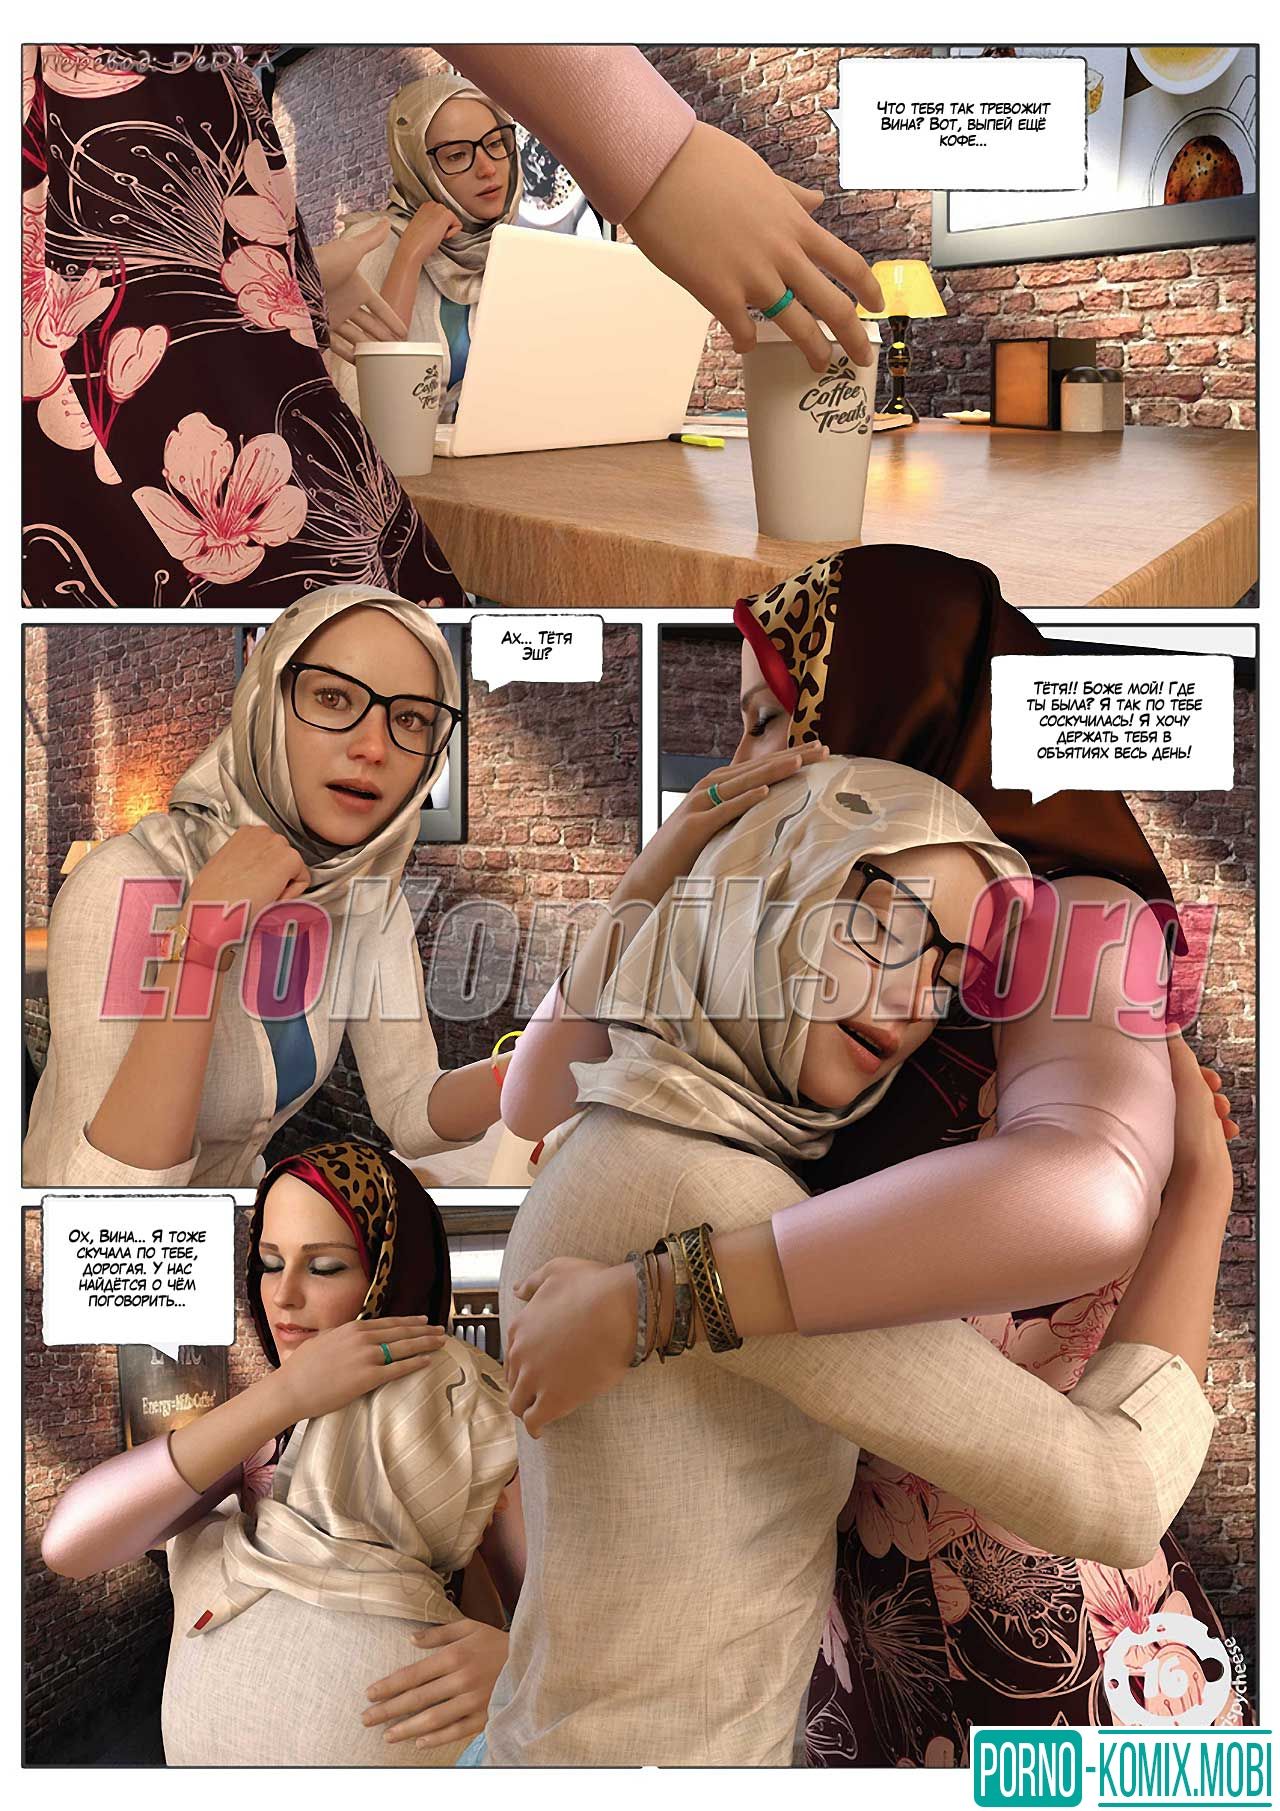 Перевод: DeDkA
Что тебя так тревожит
Вина? Вот, выпей ещё
кофе...
Coffee
Treats
Coffee
Treats
Ах... Тётя
Эш?
Тётя!! Боже мой! Где
ты была? Я так по тебе
соскучилась! Я хочу
держать тебя в
объятиях весь день!
EroKomiksi.Org
Ох, Вина... Я тоже
скучала по тебе,
дорогая. У нас
найдётся о чём
поговорить...
16
PORNO-KOMIX.MOBI